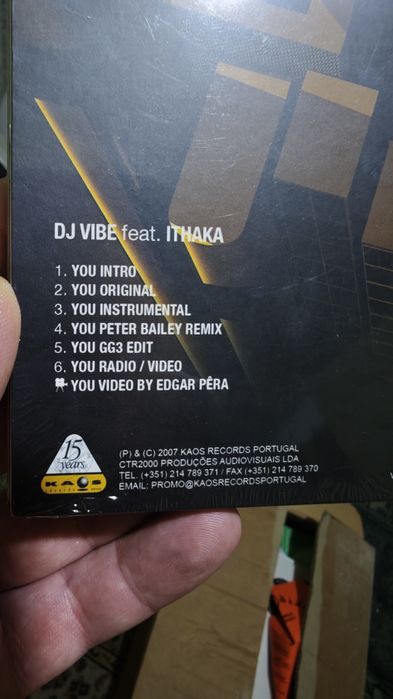 DJ VIBE feat. ITHAKA
1. YOU INTRO
2. YOU ORIGINAL
3. YOU INSTRUMENTAL
4. YOU PETER BAILEY REMIX
5. YOU GG3 EDIT
6. YOU RADIO / VIDEO
YOU VIDEO BY EDGAR PÊRA
15
years
KAOS
(P) & (C) 2007 KAOS RECORDS PORTUGAL
CTR2000 PRODUÇÕES AUDIOVISUAIS LDA
TEL. (+351) 214 789 371 / FAX (+351) 214 789 370
EMAIL: PROMO@KAOSRECORDSPORTUGAL